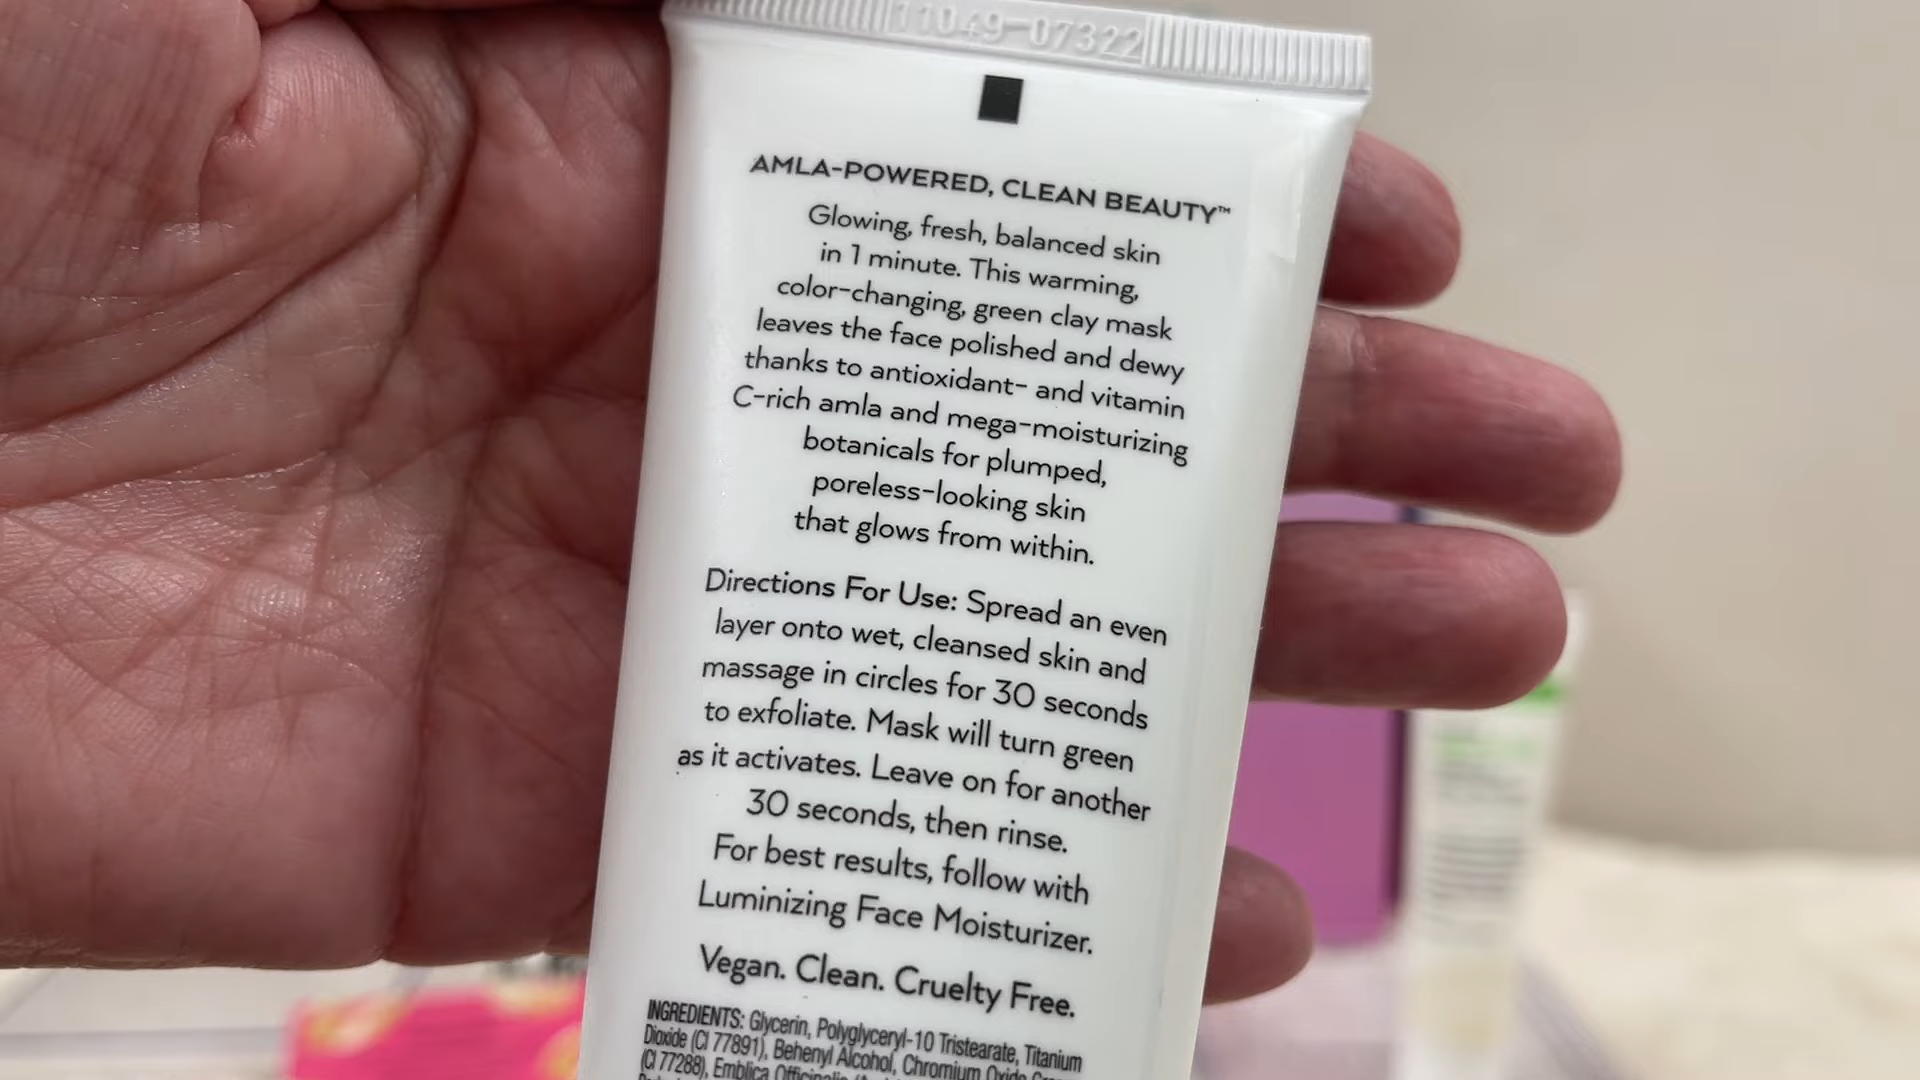 11049-07322
AMLA-POWERED, CLEAN BEAUTY™
Glowing, fresh, balanced skin
in 1 minute. This warming,
color-changing, green clay mask
leaves the face polished and dewy
thanks to antioxidant- and vitamin
C-rich amla and mega-moisturizing
botanicals for plumped,
poreless-looking skin
that glows from within.
Directions For Use: Spread an even
layer onto wet, cleansed skin and
massage in circles for 30 seconds
to exfoliate. Mask will turn green
as it activates. Leave on for another
30 seconds, then rinse.
For best results, follow with
Luminizing Face Moisturizer.
Vegan. Clean. Cruelty Free.
INGREDIENTS: Glycerin, Polyglyceryl-10 Tristearate, Titanium
Dioxide (CI 77891), Behenyl Alcohol, Chromium Oxide
(CI 77288), Emblica Officinalis